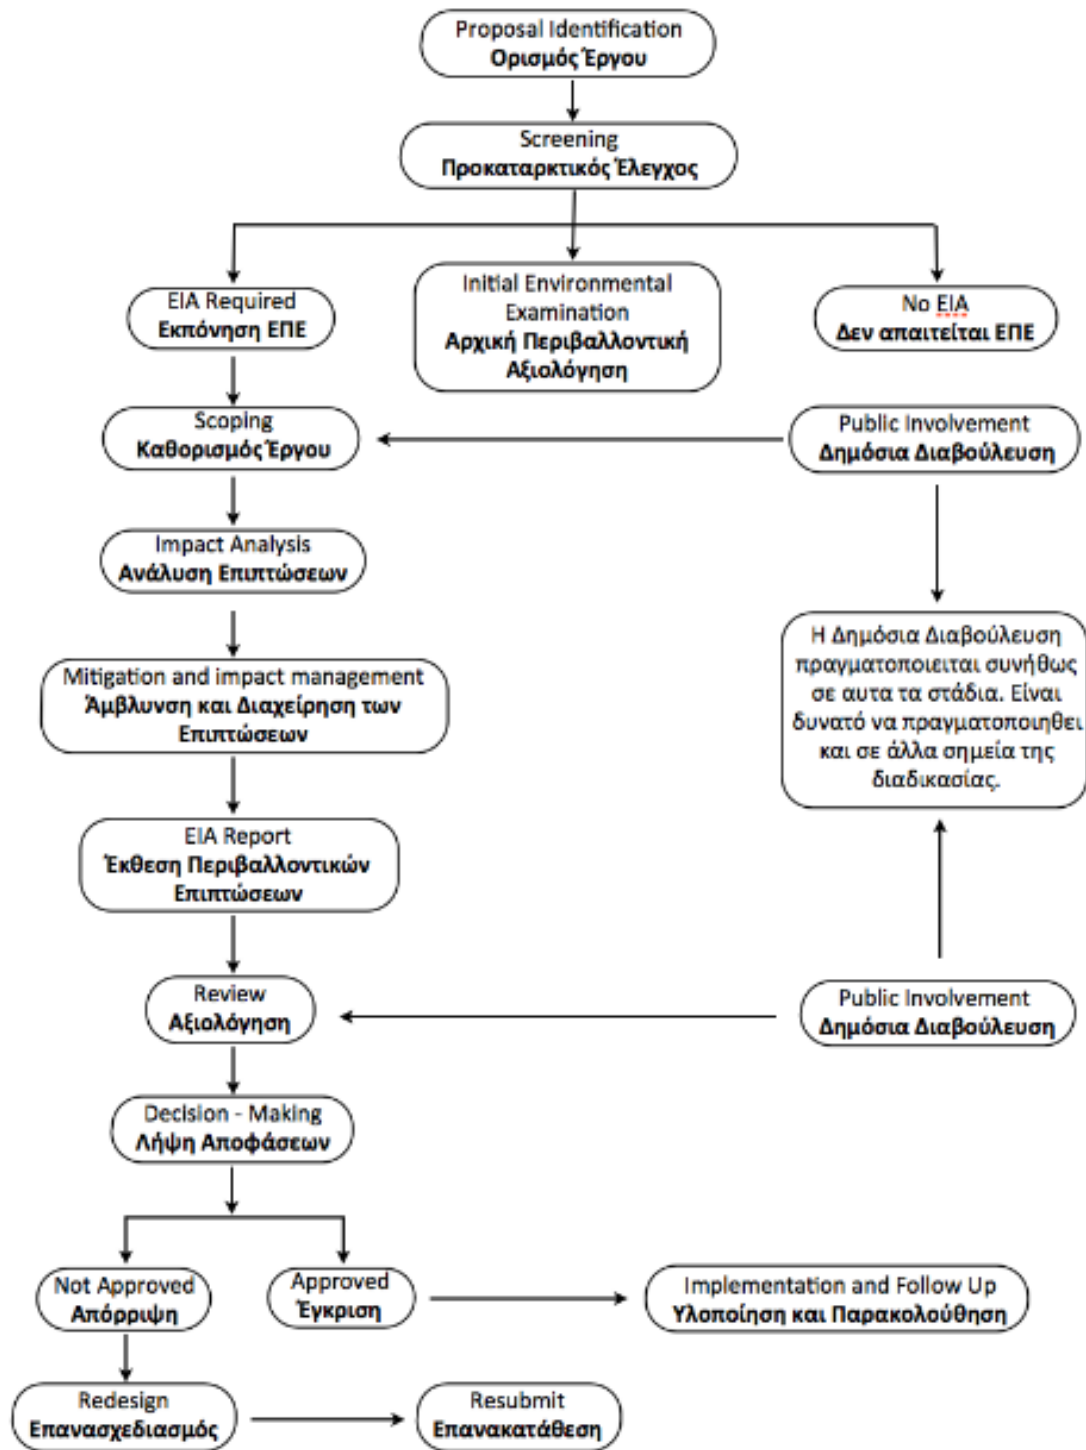 Proposal Identification
Ορισμός Έργου
Screening
Προκαταρκτικός Έλεγχος
EIA Required
Εκπόνηση ΕΠΕ
Initial Environmental
Examination
Αρχική Περιβαλλοντική
Αξιολόγηση
No EIA
Δεν απαιτείται ΕΠΕ
Scoping
Καθορισμός Έργου
Public Involvement
Δημόσια Διαβούλευση
Impact Analysis
Ανάλυση Επιπτώσεων
Η Δημόσια Διαβούλευση
πραγματοποιειται συνήθως
σε αυτα τα στάδια. Είναι
δυνατό να πραγματοποιηθει
και σε άλλα σημεία της
διαδικασίας.
Mitigation and impact management
Άμβλυνση και Διαχείρηση των
Επιπτώσεων
EIA Report
Έκθεση Περιβαλλοντικών
Επιπτώσεων
Review
Αξιολόγηση
Public Involvement
Δημόσια Διαβούλευση
Decision - Making
Λήψη Αποφάσεων
Not Approved
Απόρριψη
Approved
Έγκριση
Implementation and Follow Up
Υλοποίηση και Παρακολούθηση
Redesign
Επανασχεδιασμός
Resubmit
Επανακατάθεση